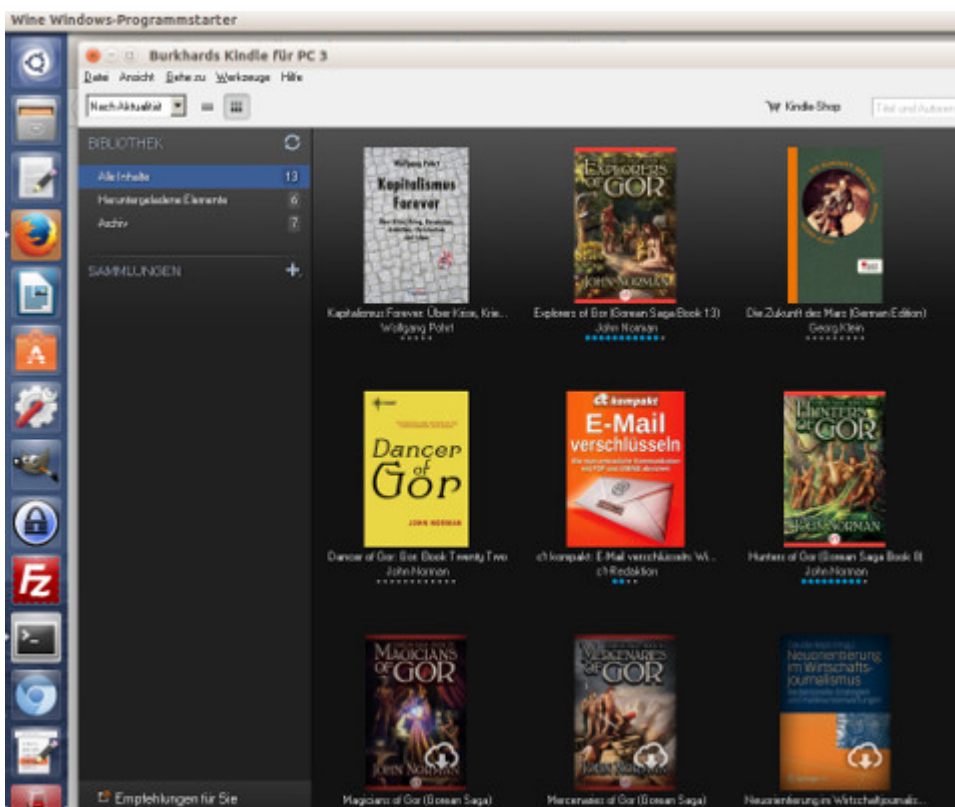 Wine Windows-Programmstarter
Burkhards Kindle für PC 3
Datei Ansicht Gehe zu Werkzeuge Hilfe
Nach Aktualität
Kindle-Shop
Titel und Autoren
BIBLIOTHEK
Alle Inhalte 13
Heruntergeladene Elemente 6
Archiv 7
SAMMLUNGEN +
Wolfgang Pohrt
Kapitalismus
Forever
Kapitalismus Forever. Über Krise, Krie...
Wolfgang Pohrt
EXPLORERS
OF GOR
JOHN NORMAN
Explorers of Gor (Gorean Saga Book 13)
John Norman
Die Zukunft des Mars (German Edition)
Georg Klein
Dancer
of
Gor
JOHN NORMAN
Dancer of Gor: Gor, Book Twenty Two
John Norman
c't kompakt
E-Mail
verschlüsseln
c't kompakt: E-Mail verschlüsseln: Wi...
c't-Redaktion
HUNTERS
OF GOR
JOHN NORMAN
Hunters of Gor (Gorean Saga Book 8)
John Norman
MAGICIANS
OF GOR
JOHN NORMAN
Magicians of Gor (Gorean Saga)
MERCENARIES
OF GOR
JOHN NORMAN
Mercenaries of Gor (Gorean Saga)
Neuorientierung
im Wirtschafts-
journalismus
Neuorientierung im Wirtschaftsjournalis...
Empfehlungen für Sie
A
Fz
>_